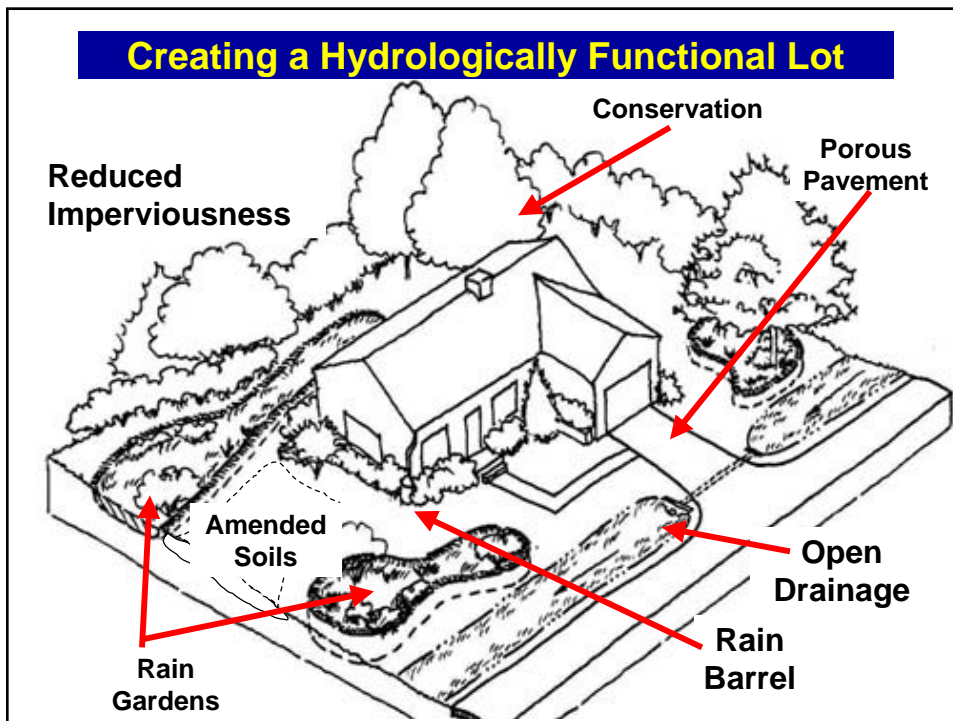 Creating a Hydrologically Functional Lot
Conservation
Porous
Pavement
Reduced
Imperviousness
Amended
Soils
Open
Drainage
Rain
Barrel
Rain
Gardens